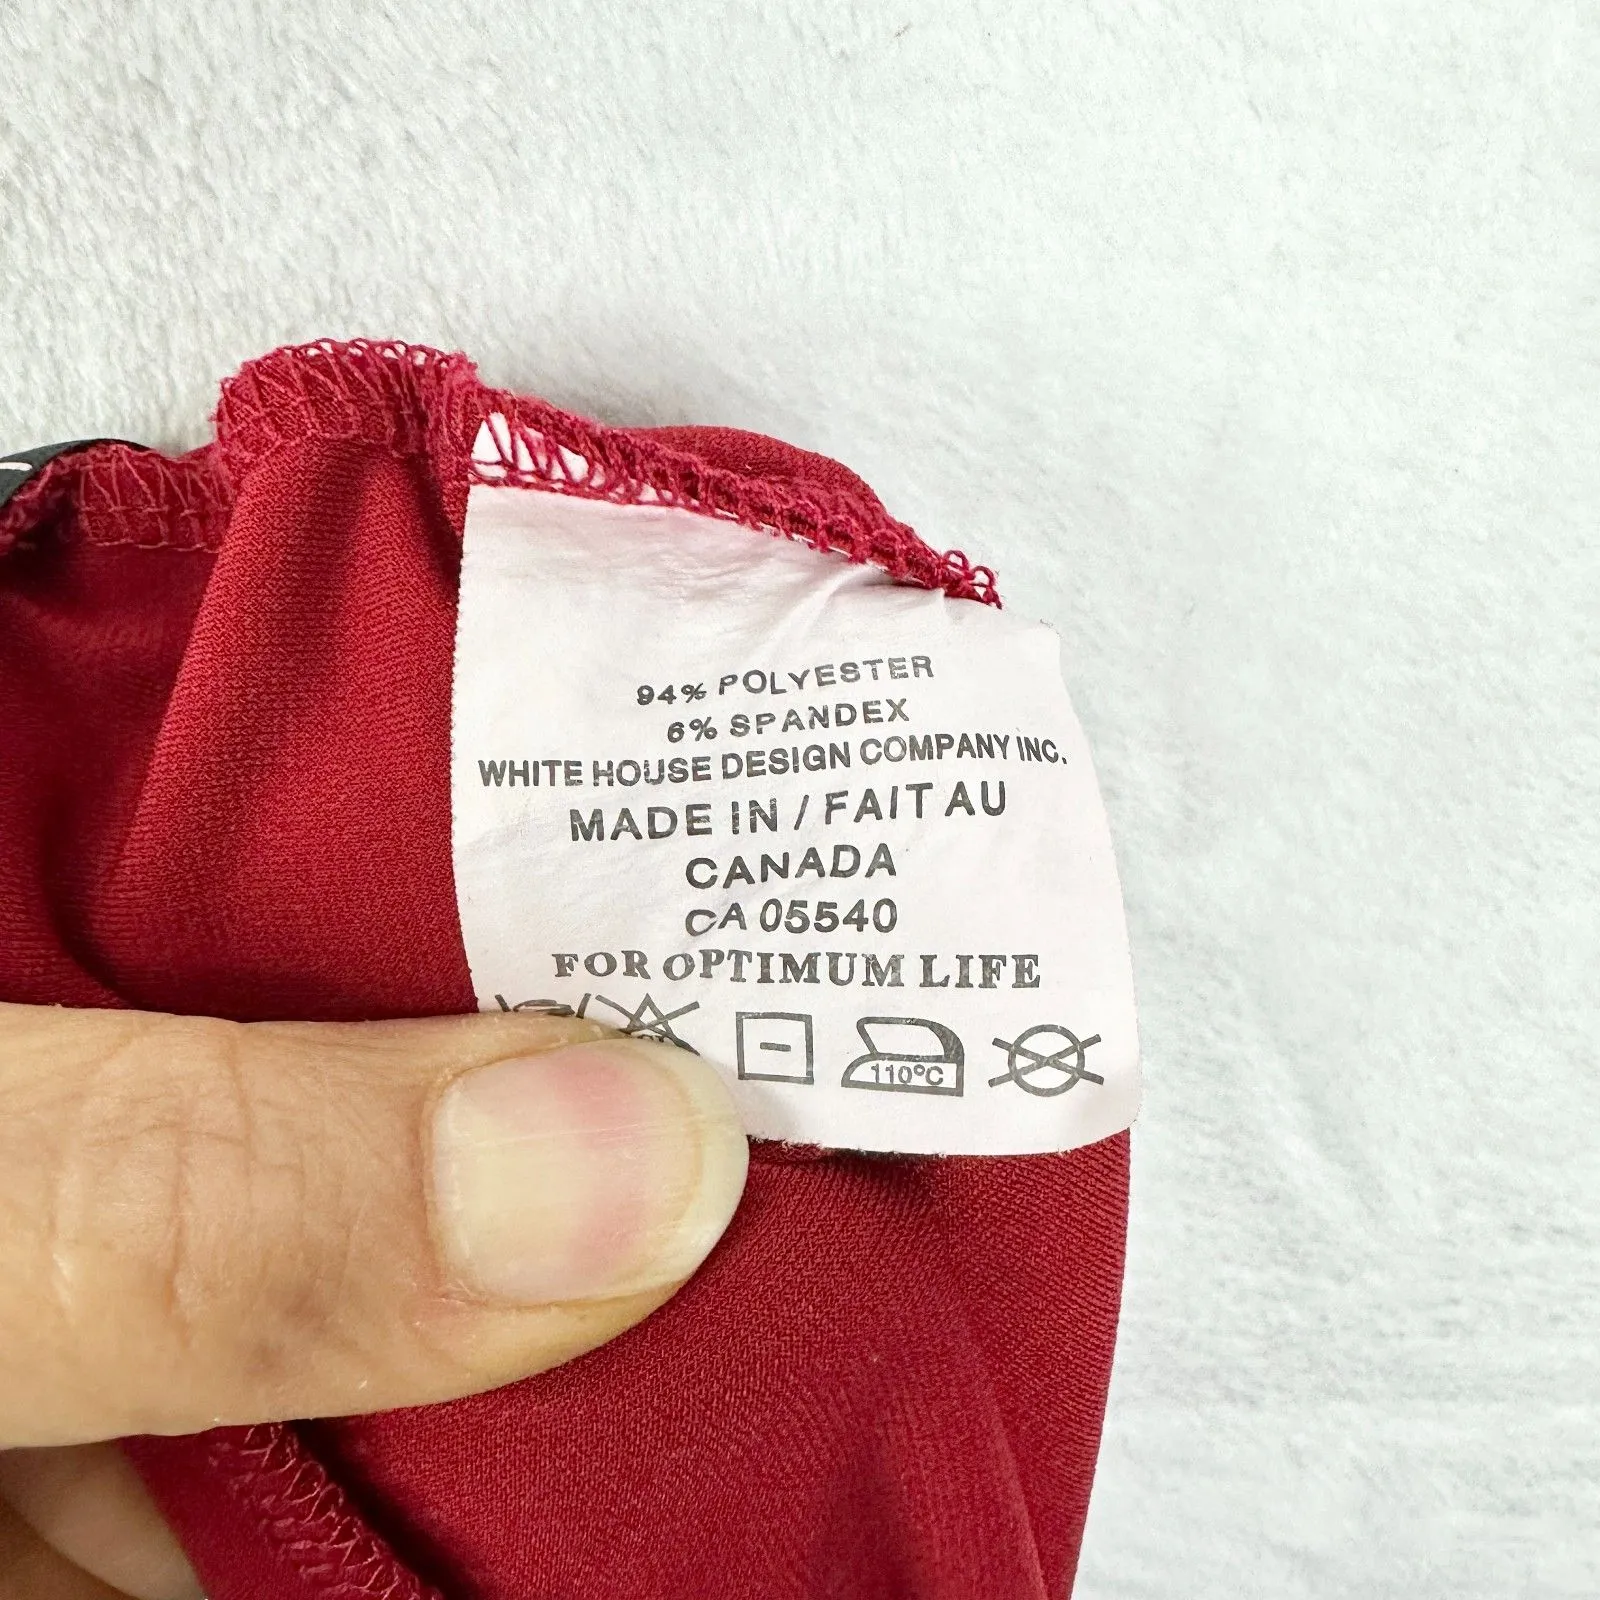 94% POLYESTER
6% SPANDEX
WHITE HOUSE DESIGN COMPANY INC.
MADE IN / FAIT AU
CANADA
CA 05540
FOR OPTIMUM LIFE
110°C